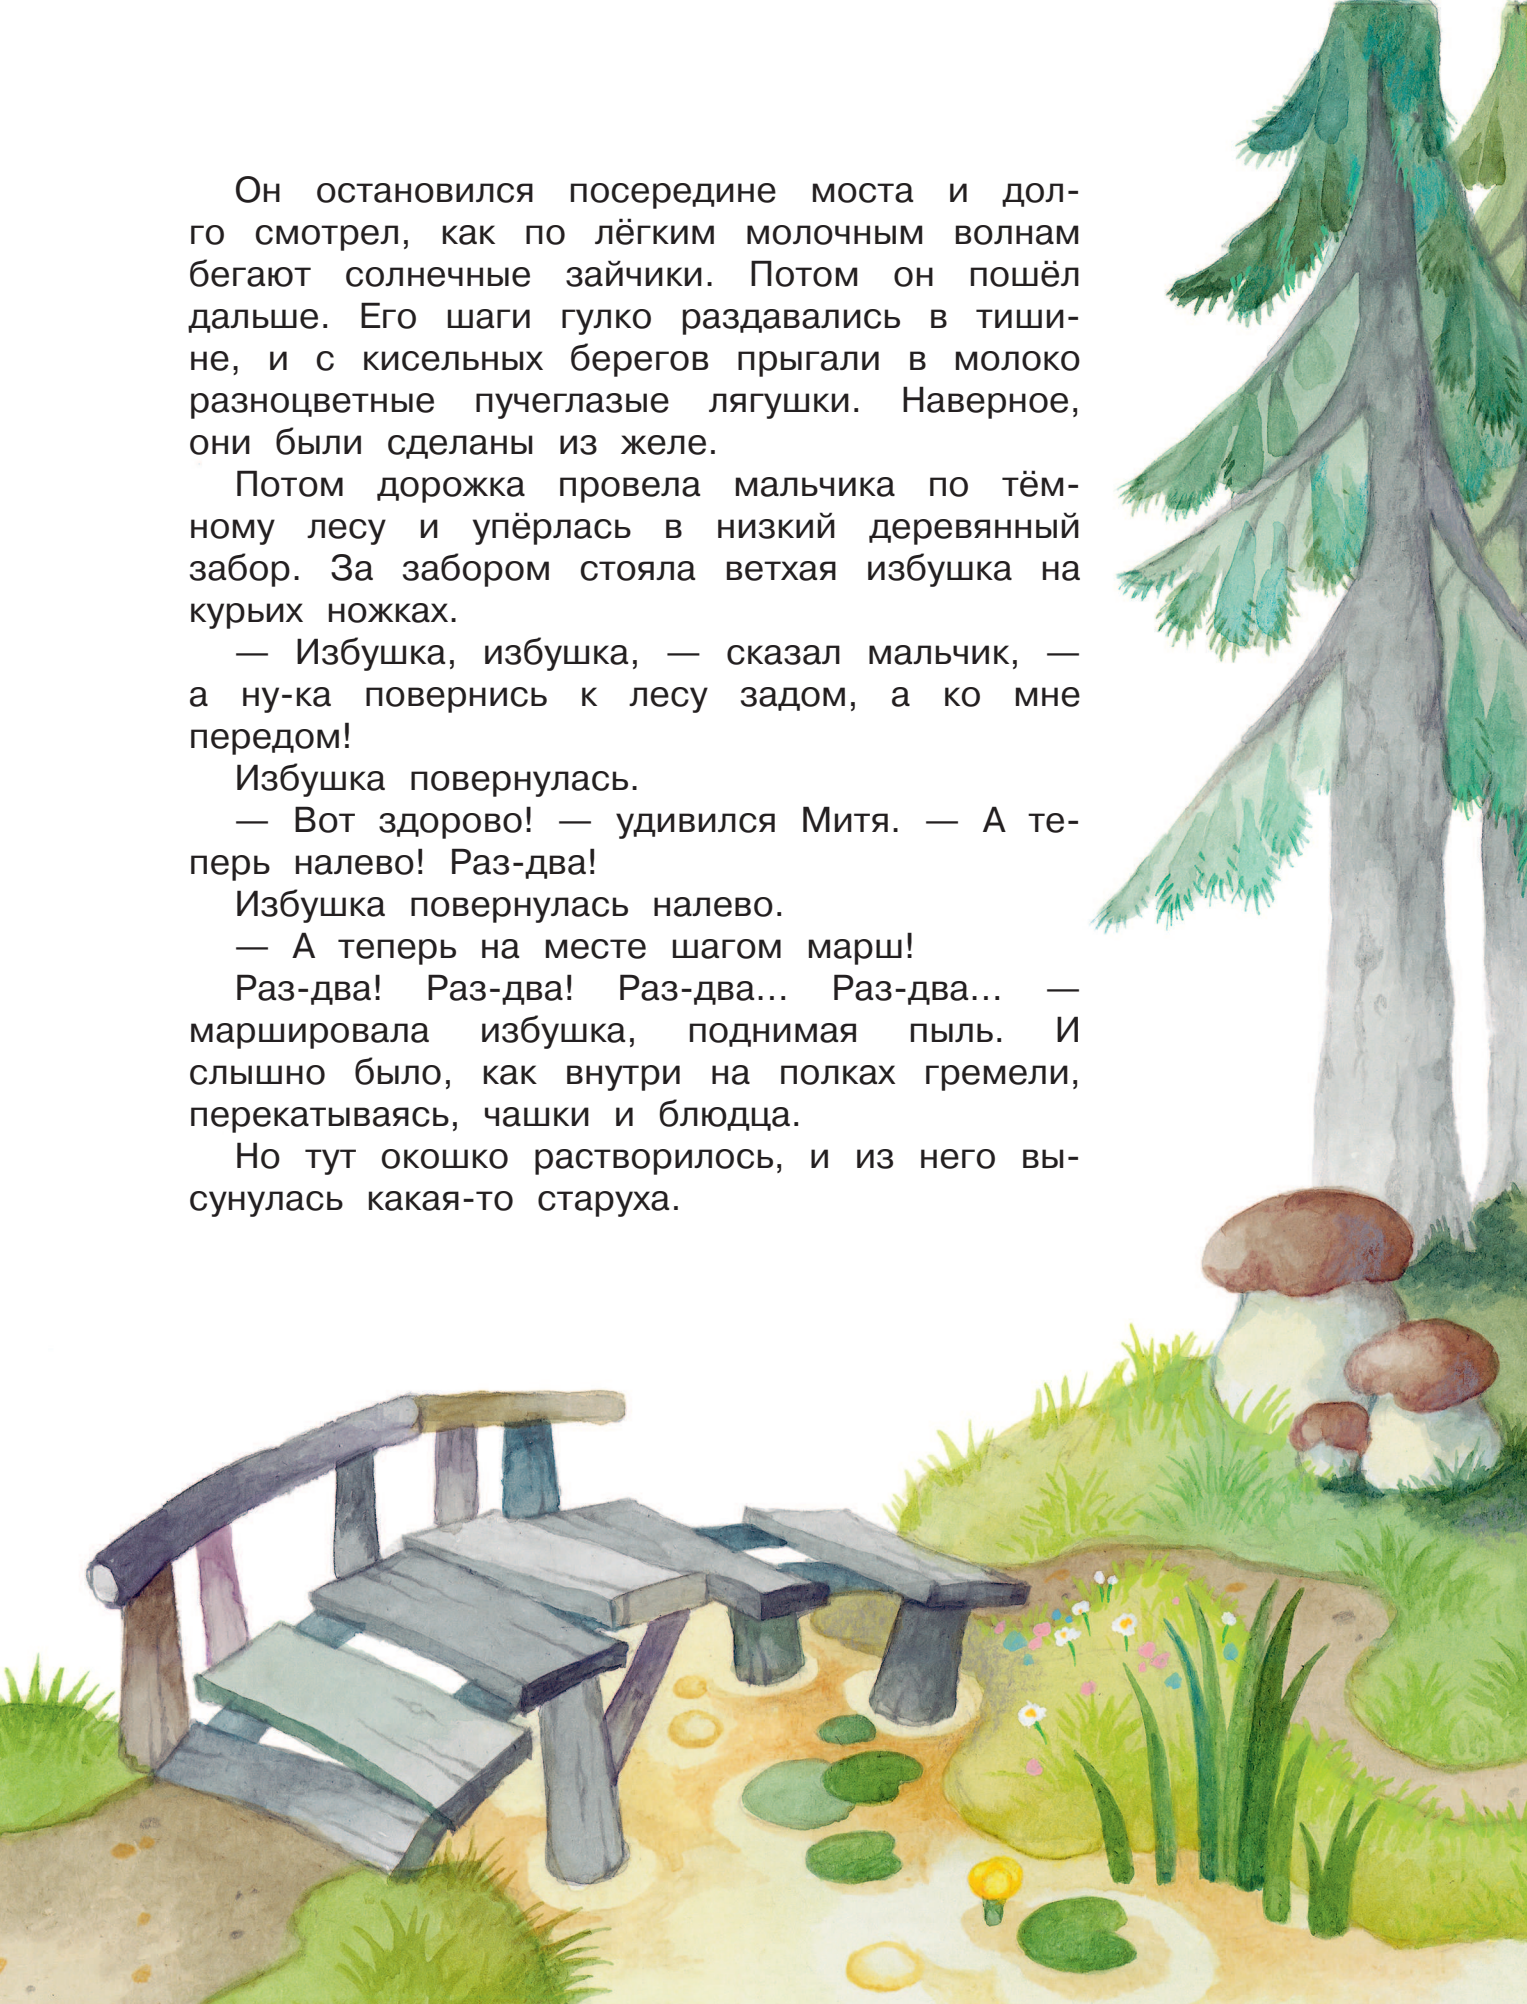 Он остановился посередине моста и дол-
го смотрел, как по лёгким молочным волнам
бегают солнечные зайчики. Потом он пошёл
дальше. Его шаги гулко раздавались в тиши-
не, и с кисельных берегов прыгали в молоко
разноцветные пучеглазые лягушки. Наверное,
они были сделаны из желе.
Потом дорожка провела мальчика по тём-
ному лесу и упёрлась в низкий деревянный
забор. За забором стояла ветхая избушка на
курьих ножках.
— Избушка, избушка, — сказал мальчик, —
а ну-ка повернись к лесу задом, а ко мне
передом!
Избушка повернулась.
— Вот здорово! — удивился Митя. — А те-
перь налево! Раз-два!
Избушка повернулась налево.
— А теперь на месте шагом марш!
Раз-два! Раз-два! Раз-два... Раз-два... —
маршировала избушка, поднимая пыль. И
слышно было, как внутри на полках гремели,
перекатываясь, чашки и блюдца.
Но тут окошко растворилось, и из него вы-
сунулась какая-то старуха.